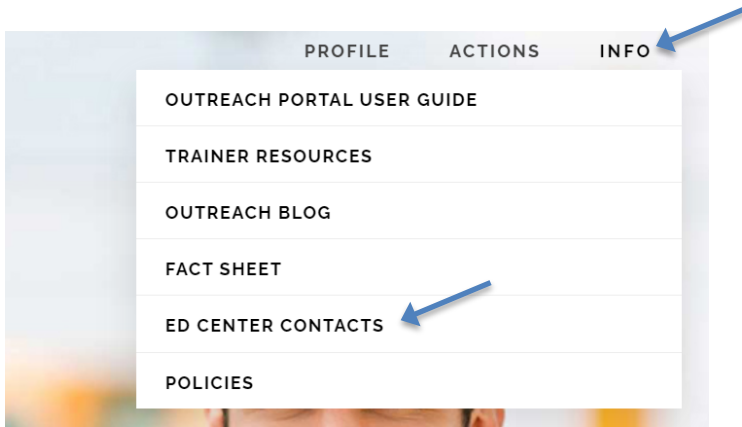 PROFILE ACTIONS INFO
OUTREACH PORTAL USER GUIDE
TRAINER RESOURCES
OUTREACH BLOG
FACT SHEET
ED CENTER CONTACTS
POLICIES